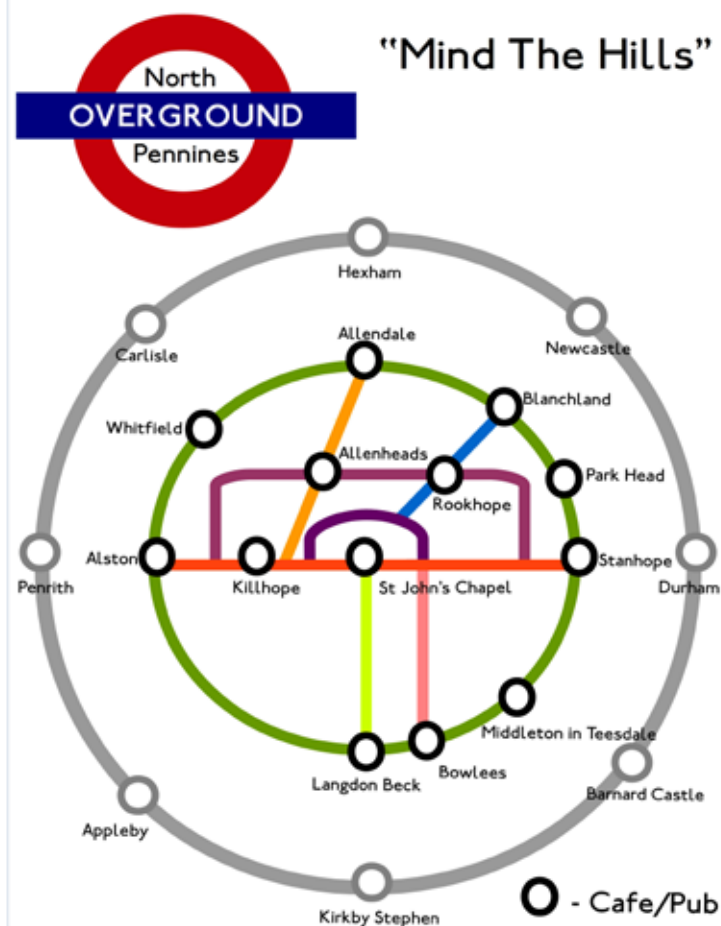 "Mind The Hills"
North
OVERGROUND
Pennines
Hexham
Carlisle
Newcastle
Allendale
Blanchland
Whitfield
Allenheads
Park Head
Rookhope
Alston
Stanhope
Penrith
Killhope
St John's Chapel
Durham
Middleton in Teesdale
Bowlees
Langdon Beck
Barnard Castle
Appleby
Kirkby Stephen
- Cafe/Pub